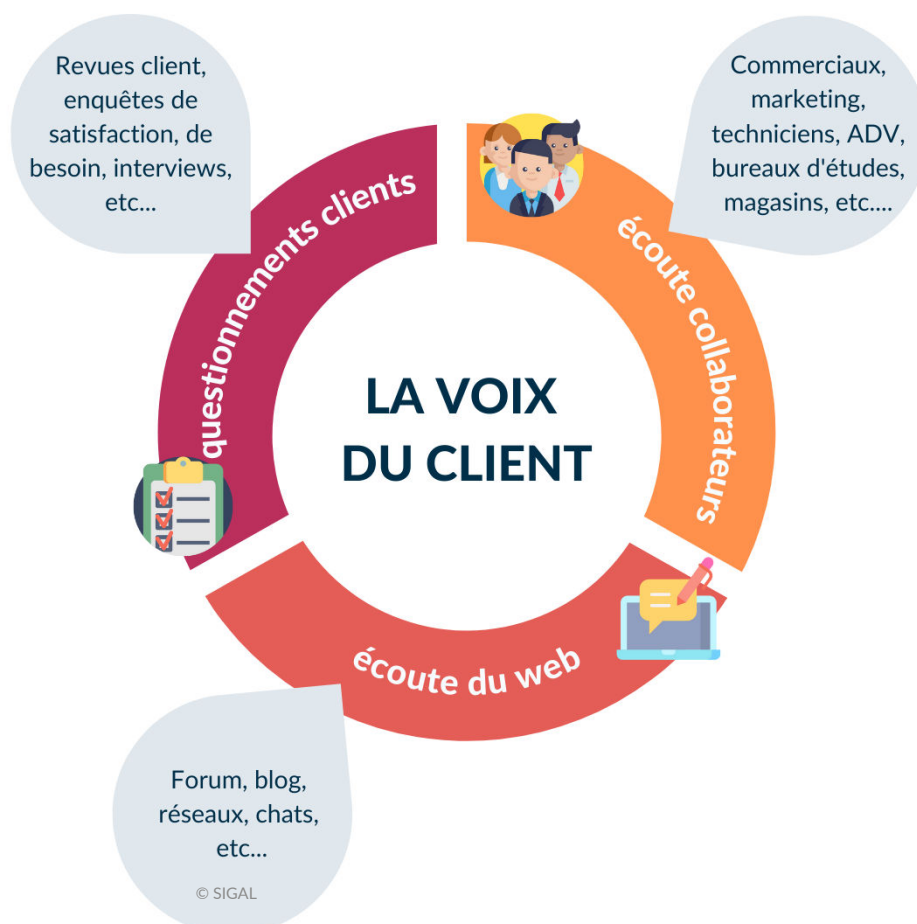 Revues client,
enquêtes de
satisfaction, de
besoin, interviews,
etc...
Commerciaux,
marketing,
techniciens, ADV,
bureaux d'études,
magasins, etc....
questionnements clients
écoute collaborateurs
LA VOIX
DU CLIENT
écoute du web
Forum, blog,
réseaux, chats,
etc...
© SIGAL